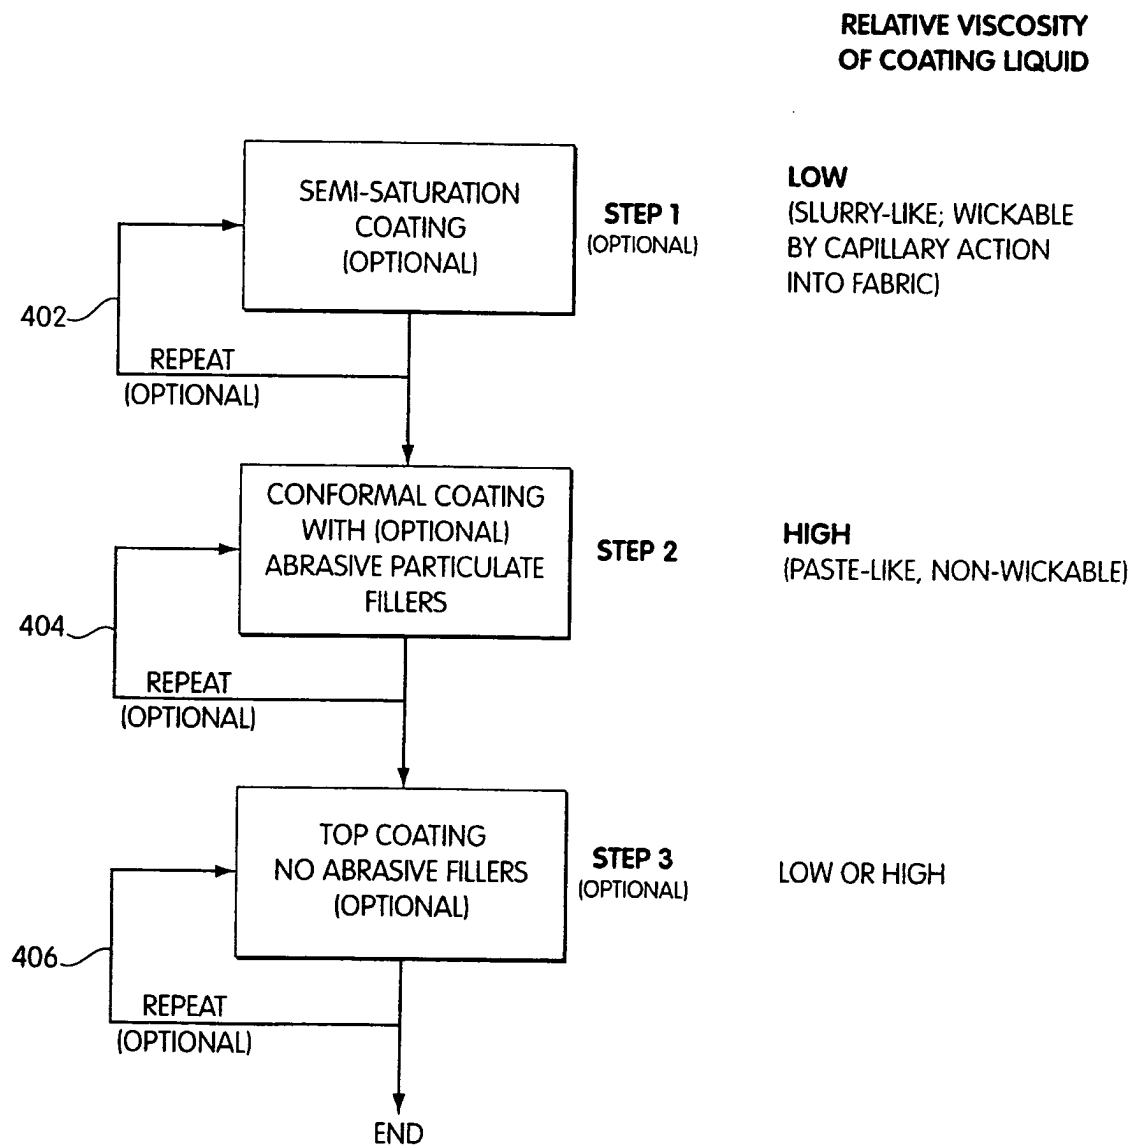 RELATIVE VISCOSITY
OF COATING LIQUID
SEMI-SATURATION
COATING
(OPTIONAL)
STEP 1
(OPTIONAL)
LOW
(SLURRY-LIKE; WICKABLE
BY CAPILLARY ACTION
INTO FABRIC)
402
REPEAT
(OPTIONAL)
CONFORMAL COATING
WITH (OPTIONAL)
ABRASIVE PARTICULATE
FILLERS
STEP 2
HIGH
(PASTE-LIKE, NON-WICKABLE)
404
REPEAT
(OPTIONAL)
TOP COATING
NO ABRASIVE FILLERS
(OPTIONAL)
STEP 3
(OPTIONAL)
LOW OR HIGH
406
REPEAT
(OPTIONAL)
END